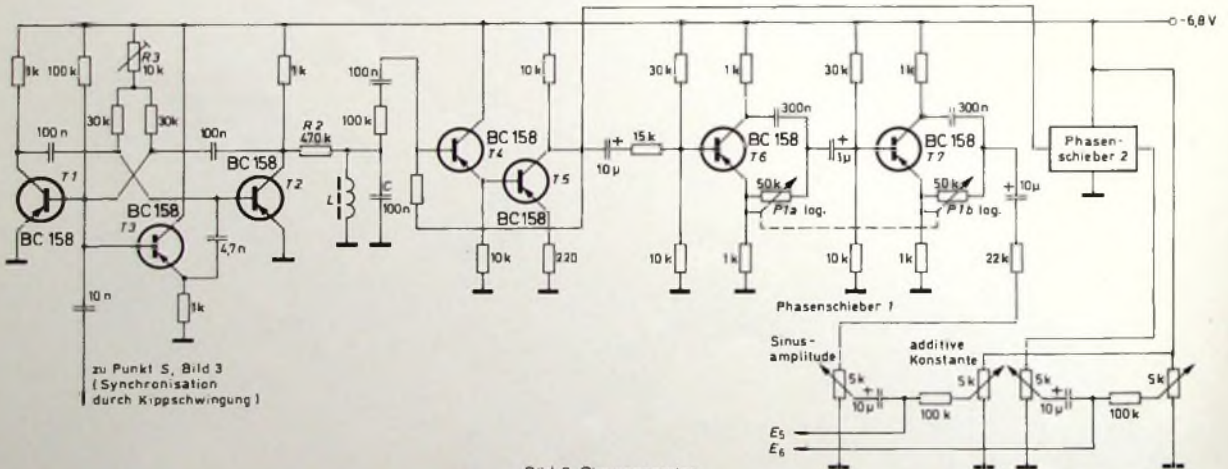 -6,8 V
1k
100k
R3
10k
1k
100n
30k
30k
100n
BC 158
R2
470k
100n
100k
T1
BC 158
BC 158
T3
4,7n
T2
L
C
100n
10n
1k
zu Punkt S, Bild 3
(Synchronisation
durch Kippschwingung)
10k
BC 158
T4
T5
BC 158
10k
220
10µ
15k
30k
1k
300n
BC 158
T6
50k
P1a log.
10k
1k
1µ
30k
1k
300n
BC 158
T7
50k
P1b log.
10k
1k
10µ
22k
Phasen-
schieber 2
Phasenschieber 1
Sinus-
amplitude
additive
Konstante
5k
10µ
100k
5k
5k
10µ
100k
5k
E5
E6